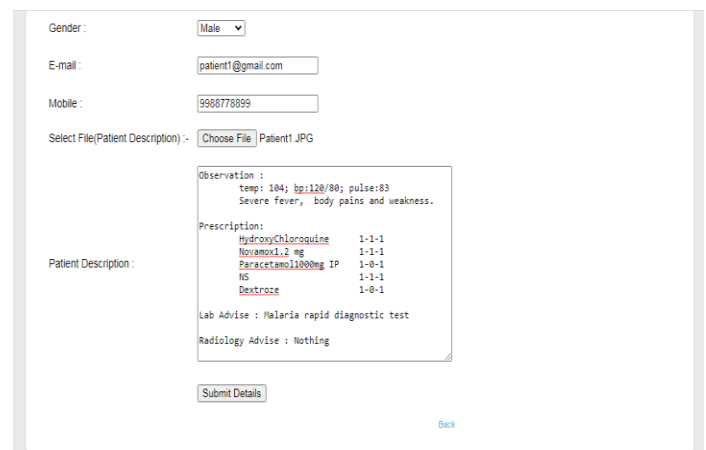 Gender :
Male
E-mail :
patient1@gmail.com
Mobile :
9988778899
Select File(Patient Description) :-
Choose File Patient1.JPG
Patient Description :
Observation :
temp: 104; bp:120/80; pulse:83
Severe fever, body pains and weakness.
Prescription:
HydroxyChloroquine 1-1-1
Novamox1.2 mg 1-1-1
Paracetamol1000mg IP 1-0-1
NS 1-1-1
Dextroze 1-0-1
Lab Advise : Malaria rapid diagnostic test
Radiology Advise : Nothing
Submit Details
Back